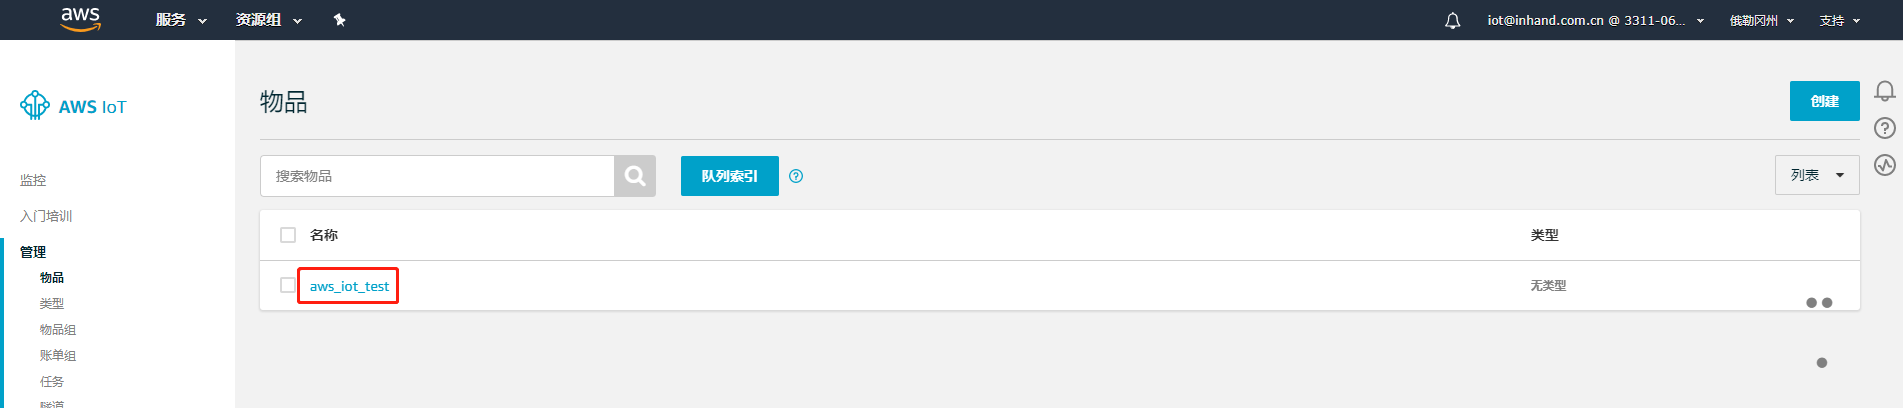 aws 服务 资源组 iot@inhand.com.cn @ 3311-06... 俄勒冈州 支持
AWS IoT
物品
创建
监控
搜索物品 队列索引 列表
入门培训
名称 类型
管理
物品
aws_iot_test 无类型
类型
物品组
账单组
任务
隧道